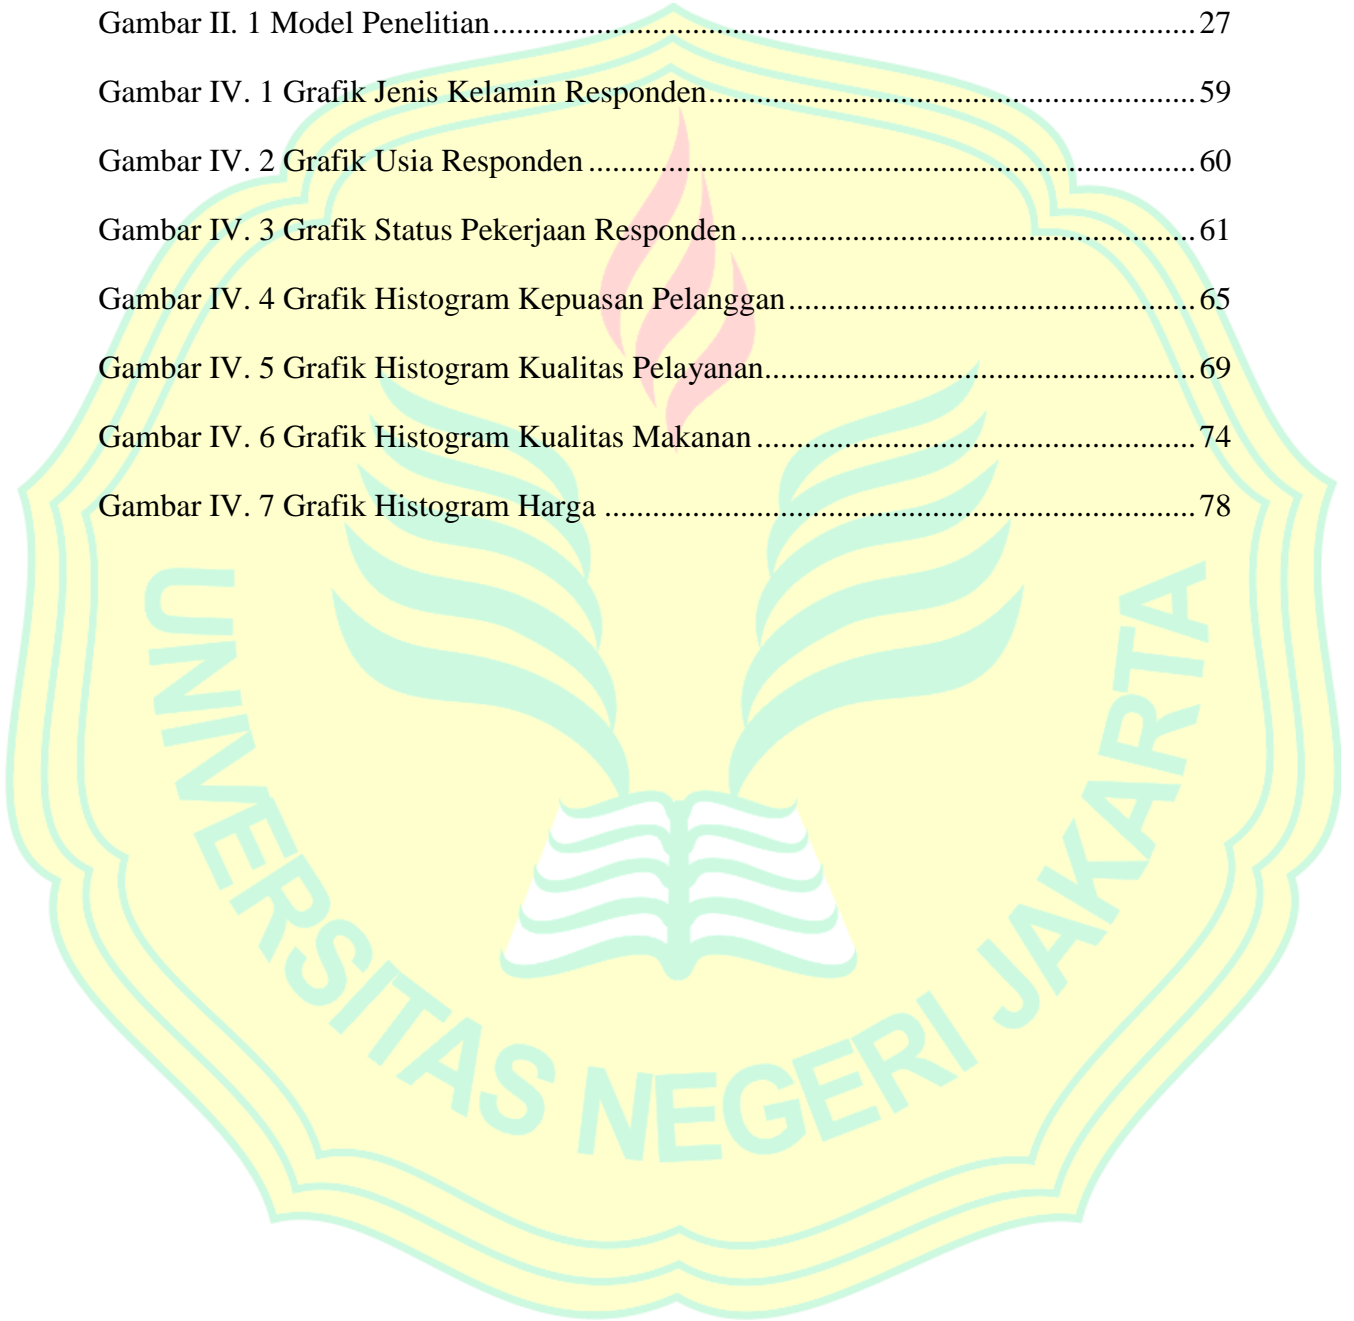 Gambar II. 1 Model Penelitian........................................................................................27
Gambar IV. 1 Grafik Jenis Kelamin Responden.............................................................59
Gambar IV. 2 Grafik Usia Responden ............................................................................60
Gambar IV. 3 Grafik Status Pekerjaan Responden.........................................................61
Gambar IV. 4 Grafik Histogram Kepuasan Pelanggan...................................................65
Gambar IV. 5 Grafik Histogram Kualitas Pelayanan......................................................69
Gambar IV. 6 Grafik Histogram Kualitas Makanan .......................................................74
Gambar IV. 7 Grafik Histogram Harga ..........................................................................78
UNIVERSITAS NEGERI JAKARTA